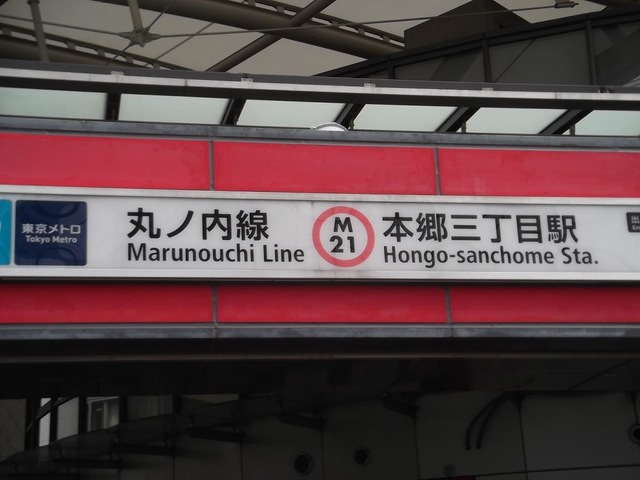 東京メトロ
Tokyo Metro
丸ノ内線
Marunouchi Line
M
21
本郷三丁目駅
Hongo-sanchome Sta.